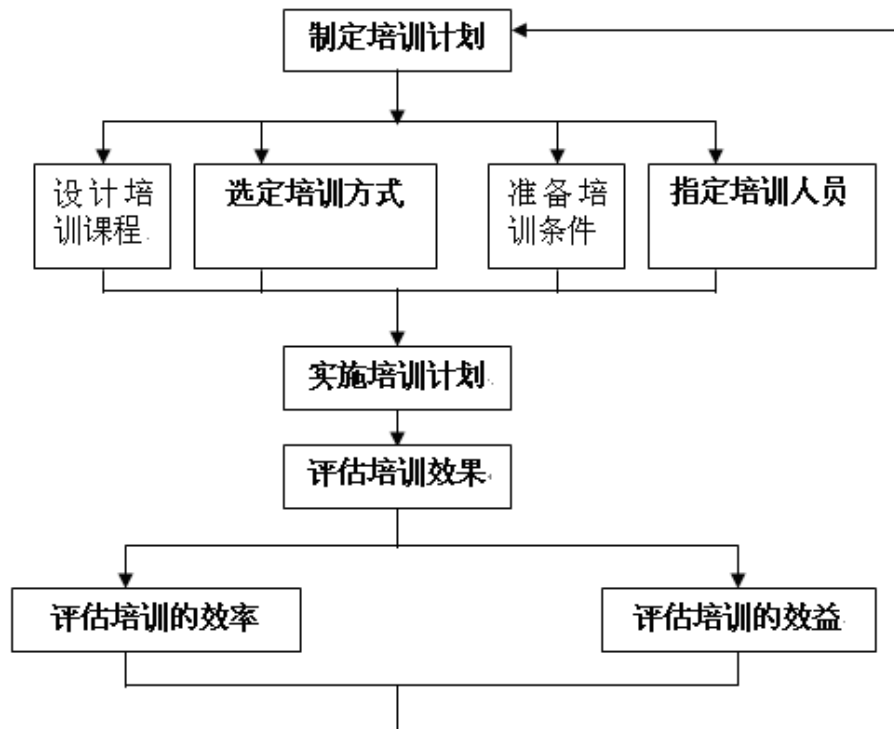 制定培训计划
设计培
训课程
选定培训方式
准备培
训条件
指定培训人员
实施培训计划
评估培训效果
评估培训的效率
评估培训的效益